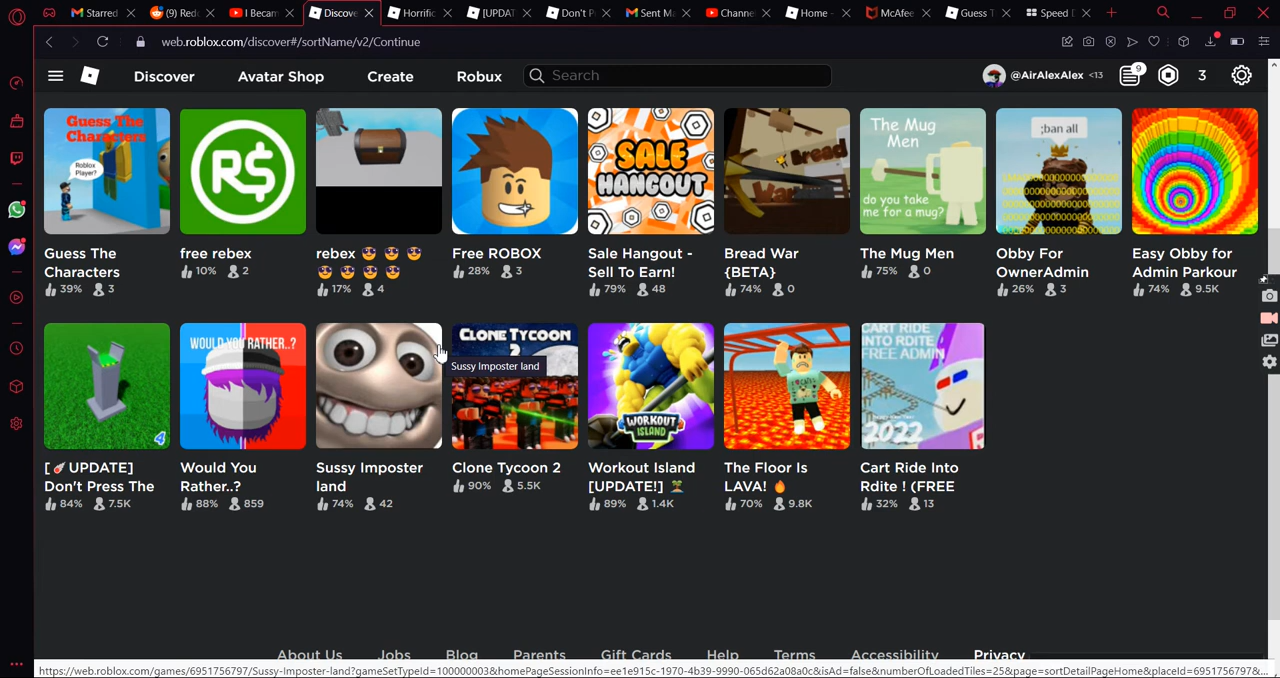 Starred
(9) Redd
I Becam
Discove
Horrific
[UPDAT
Don't P
Sent Ma
Channe
Home -
McAfee
Guess T
Speed D
web.roblox.com/discover#/sortName/v2/Continue
Discover
Avatar Shop
Create
Robux
Search
@AirAlexAlex <13
9
3
Guess The Characters
Roblox Player?
R$
SALE HANGOUT
Bread
War
The Mug Men
do you take me for a mug?
;ban all
Guess The Characters
39% 3
free rebex
10% 2
rebex 😎 😎 😎 😎 😎 😎 😎
17% 4
Free ROBOX
28% 3
Sale Hangout - Sell To Earn!
79% 48
Bread War {BETA}
74% 0
The Mug Men
75% 0
Obby For OwnerAdmin
26% 3
Easy Obby for Admin Parkour
74% 9.5K
4
WOULD YOU RATHER..?
CLONE TYCOON 2
Sussy Imposter land
WORKOUT ISLAND
CART RIDE INTO RDITE FREE ADMIN
2022
[🚀UPDATE] Don't Press The
84% 7.5K
Would You Rather..?
88% 859
Sussy Imposter land
74% 42
Clone Tycoon 2
90% 5.5K
Workout Island [UPDATE!] 🏝️
89% 1.4K
The Floor Is LAVA! 🔥
70% 9.8K
Cart Ride Into Rdite ! (FREE
32% 13
About Us
Jobs
Blog
Parents
Gift Cards
Help
Terms
Accessibility
Privacy
https://web.roblox.com/games/6951756797/Sussy-Imposter-land?gameSetTypeId=100000003&homePageSessionInfo=ee1e915c-1970-4b39-9990-065d62a08a0c&isAd=false&numberOfLoadedTiles=25&page=sortDetailPageHome&placeId=6951756797&...